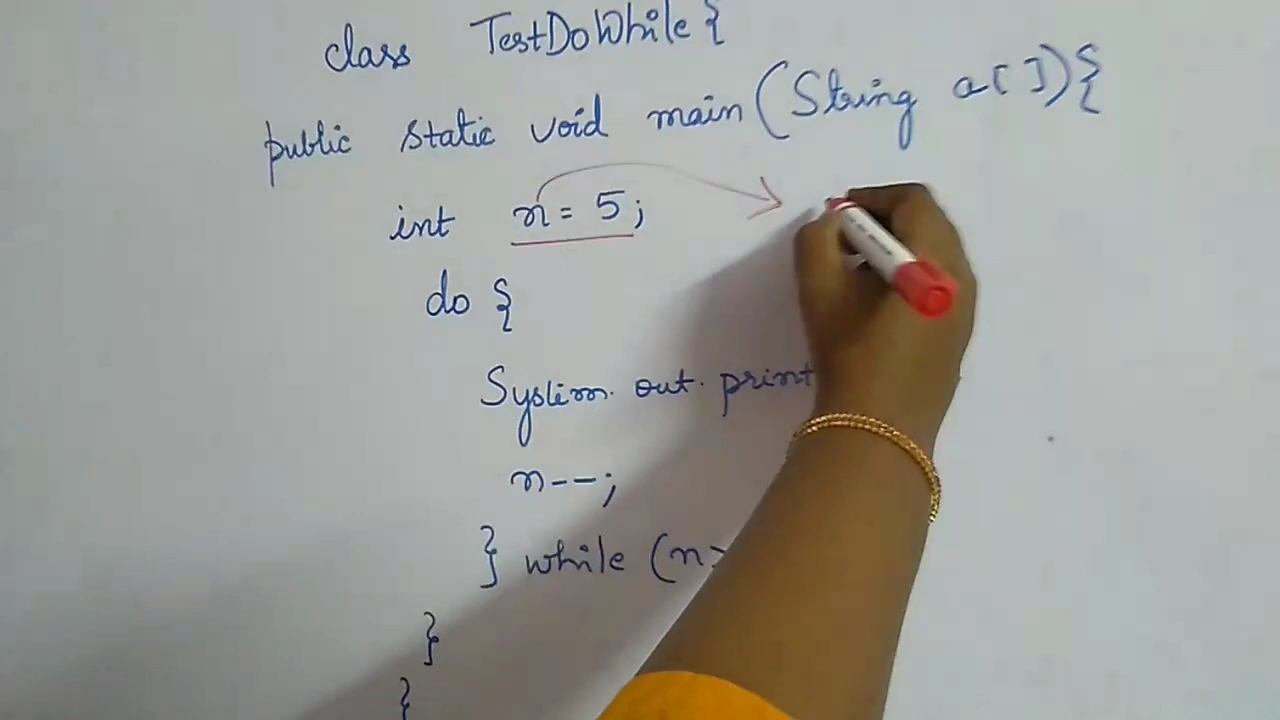 class TestDoWhile{
public static void main(String a[]){
int n = 5;
do {
System.out.print
n--;
} while (n>
}
}